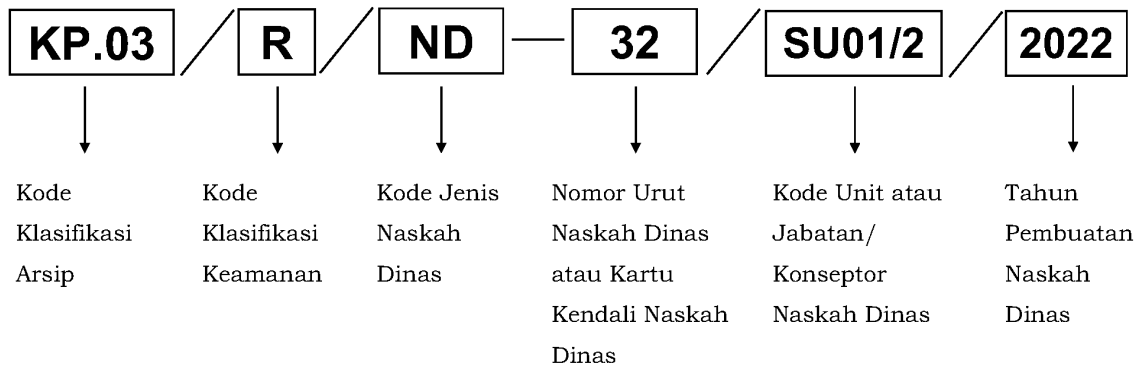 KP.03 / R / ND — 32 / SU01/2 / 2022
Kode
Klasifikasi
Arsip
Kode
Klasifikasi
Keamanan
Kode Jenis
Naskah
Dinas
Nomor Urut
Naskah Dinas
atau Kartu
Kendali Naskah
Dinas
Kode Unit atau
Jabatan/
Konseptor
Naskah Dinas
Tahun
Pembuatan
Naskah
Dinas